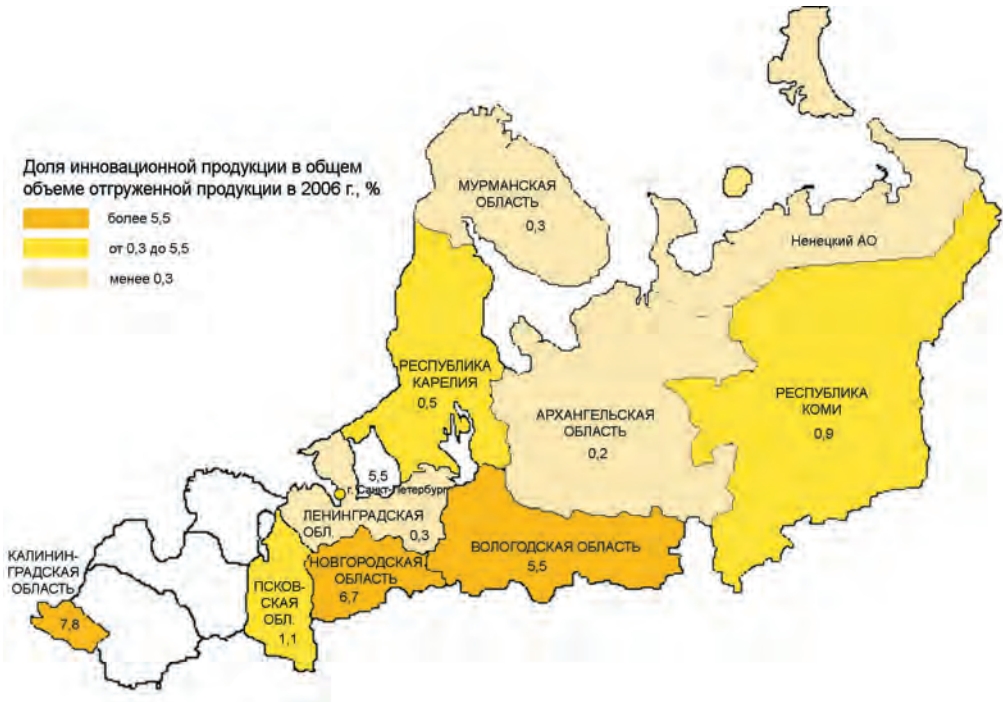 Доля инновационной продукции в общем
объеме отгруженной продукции в 2006 г., %
более 5,5
от 0,3 до 5,5
менее 0,3
МУРМАНСКАЯ
ОБЛАСТЬ
0,3
Ненецкий АО
РЕСПУБЛИКА
КАРЕЛИЯ
0,5
РЕСПУБЛИКА
КОМИ
0,9
АРХАНГЕЛЬСКАЯ
ОБЛАСТЬ
0,2
5,5
г. Санкт-Петербург
ЛЕНИНГРАДСКАЯ
ОБЛ.
0,3
ВОЛОГОДСКАЯ ОБЛАСТЬ
5,5
НОВГОРОДСКАЯ
ОБЛАСТЬ
6,7
КАЛИНИН-
ГРАДСКАЯ
ОБЛАСТЬ
7,8
ПСКОВ-
СКАЯ
ОБЛ.
1,1